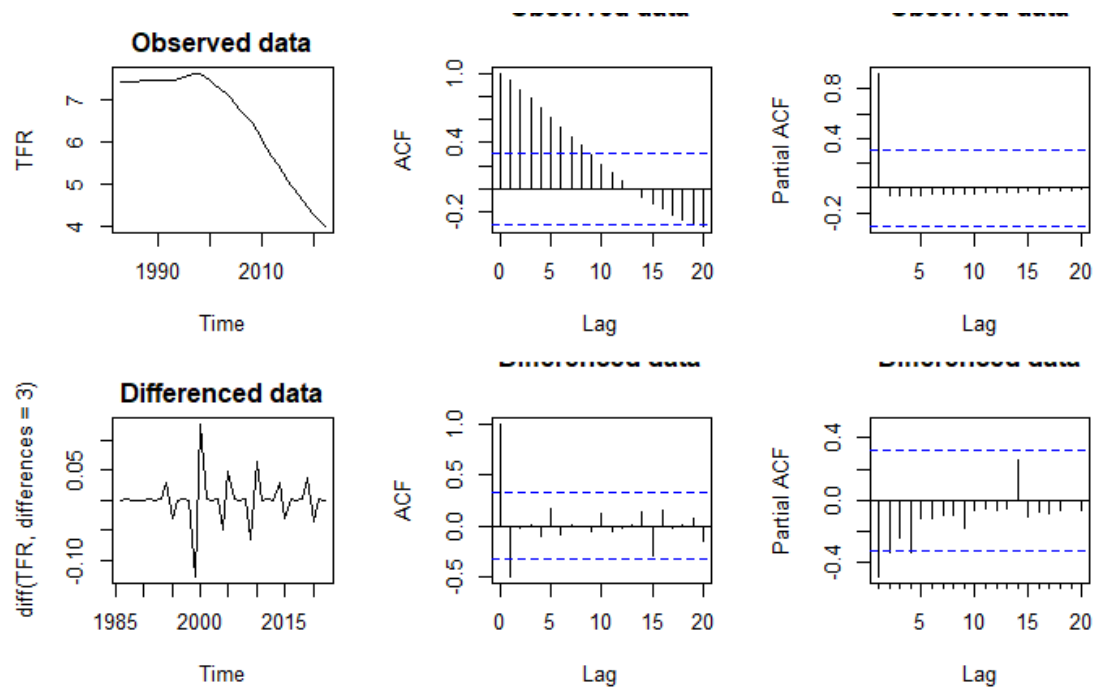 Observed data
TFR
7
6
5
4
1990 2010
Time
ACF
1.0
0.4
-0.2
0 5 10 15 20
Lag
Partial ACF
0.8
0.4
-0.2
5 10 15 20
Lag
Differenced data
diff(TFR, differences = 3)
0.05
-0.10
1985 2000 2015
Time
ACF
1.0
0.5
0.0
-0.5
0 5 10 15 20
Lag
Partial ACF
0.4
0.0
-0.4
5 10 15 20
Lag